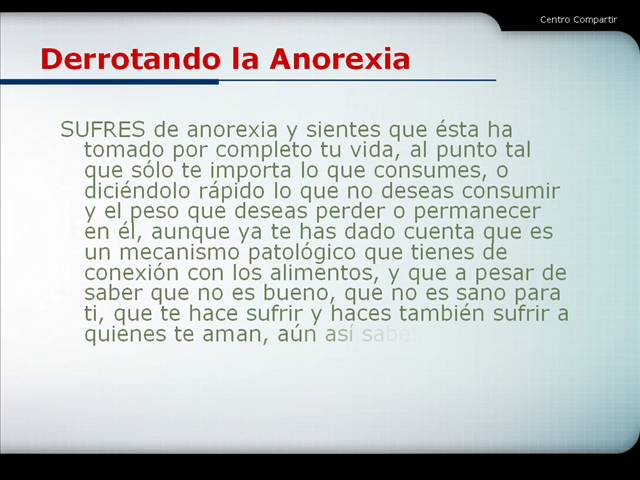 Centro Compartir
Derrotando la Anorexia
SUFRES de anorexia y sientes que ésta ha
tomado por completo tu vida, al punto tal
que sólo te importa lo que consumes, o
diciéndolo rápido lo que no deseas consumir
y el peso que deseas perder o permanecer
en él, aunque ya te has dado cuenta que es
un mecanismo patológico que tienes de
conexión con los alimentos, y que a pesar de
saber que no es bueno, que no es sano para
ti, que te hace sufrir y haces también sufrir a
quienes te aman, aún así sabe